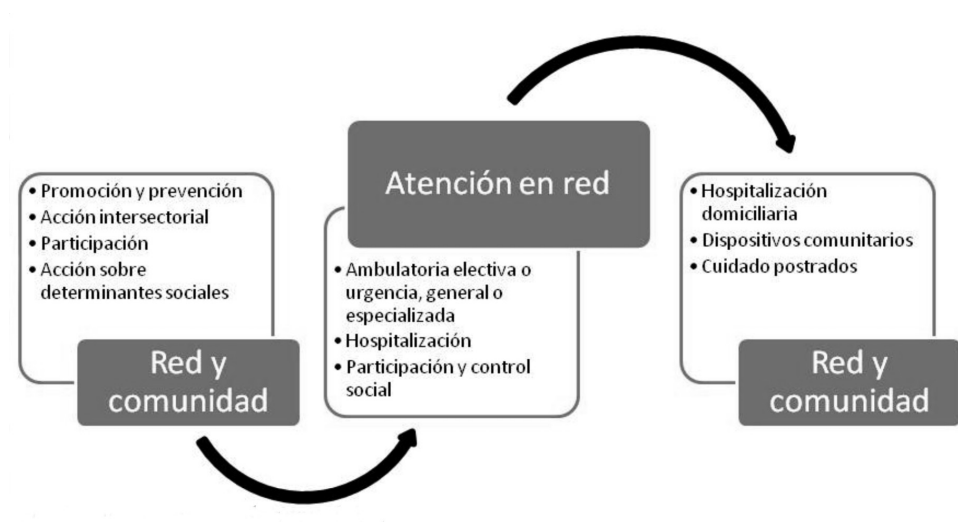 • Promoción y prevención
• Acción intersectorial
• Participación
• Acción sobre
determinantes sociales
Red y
comunidad
Atención en red
• Ambulatoria electiva o
urgencia, general o
especializada
• Hospitalización
• Participación y control
social
• Hospitalización
domiciliaria
• Dispositivos comunitarios
• Cuidado postrados
Red y
comunidad